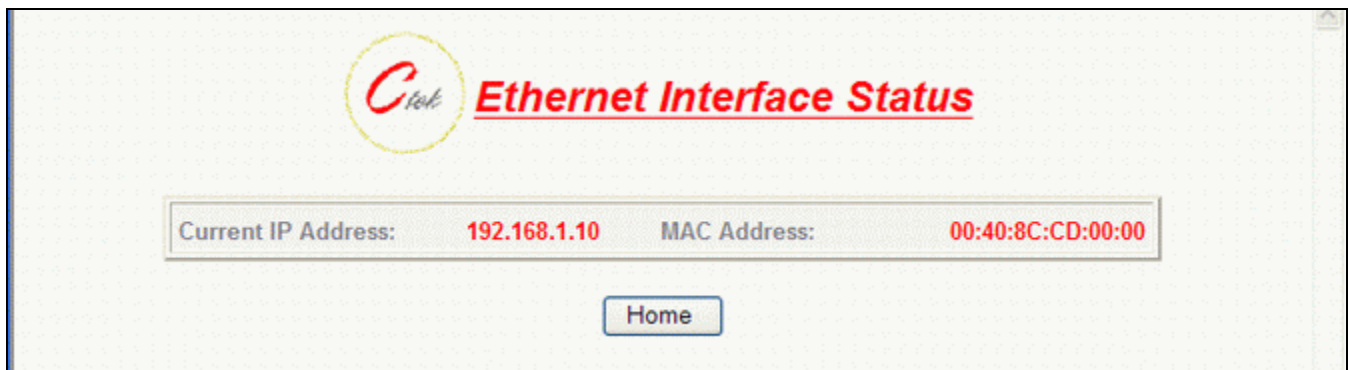 Ctek
Ethernet Interface Status
Current IP Address: 192.168.1.10 MAC Address: 00:40:8C:CD:00:00
Home